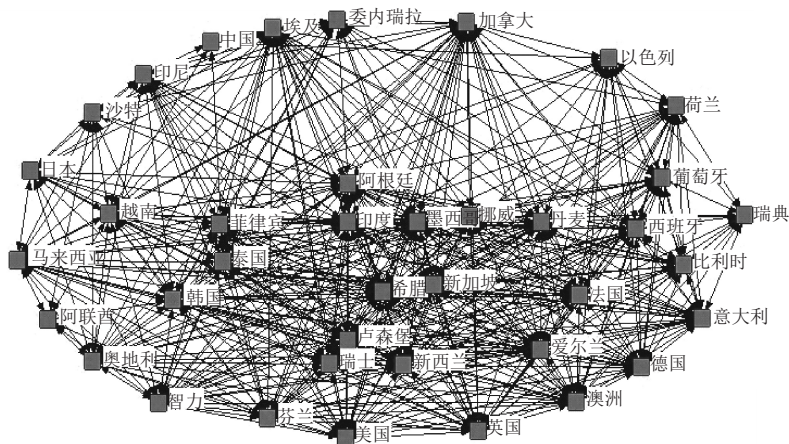 委内瑞拉
加拿大
埃及
中国
以色列
印尼
荷兰
沙特
日本
阿根廷
葡萄牙
越南
菲律宾
印度
墨西哥
挪威
丹麦
西班牙
瑞典
马来西亚
泰国
比利时
韩国
希腊
新加坡
法国
阿联酋
意大利
卢森堡
奥地利
瑞士
新西兰
爱尔兰
德国
智力
芬兰
美国
英国
澳洲